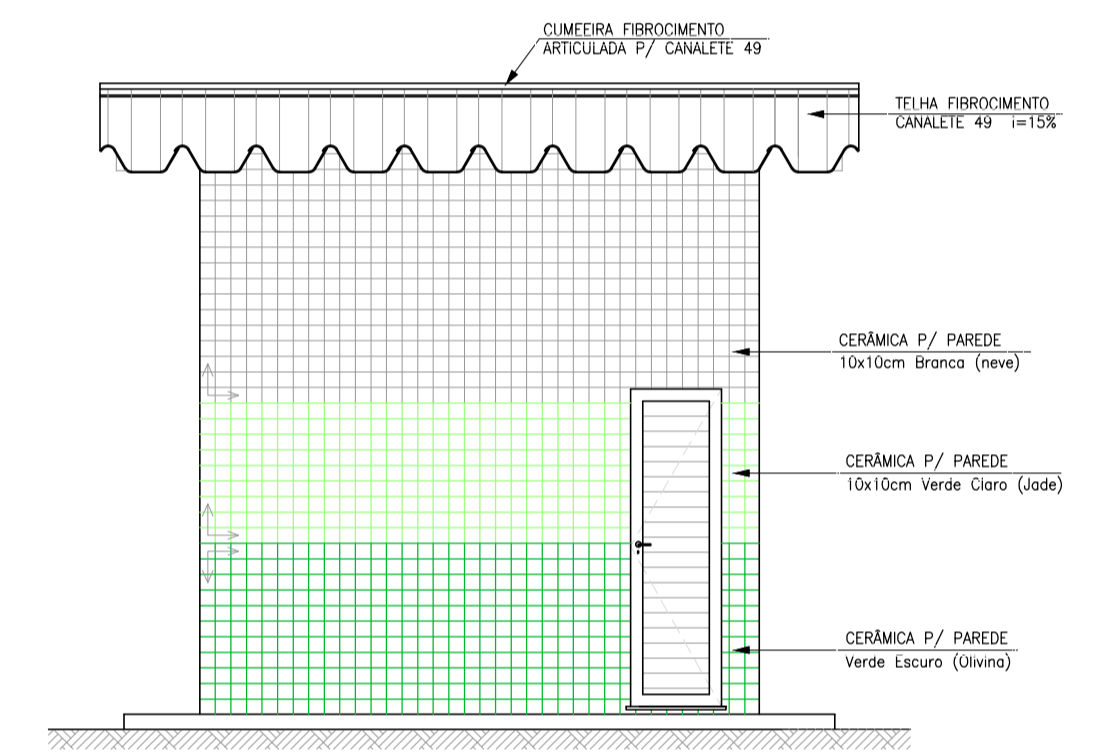 CUMEEIRA FIBROCIMENTO
ARTICULADA P/ CANALETE 49
TELHA FIBROCIMENTO
CANALETE 49 i=15%
CERÂMICA P/ PAREDE
10x10cm Branca (neve)
CERÂMICA P/ PAREDE
10x10cm Verde Claro (Jade)
CERÂMICA P/ PAREDE
Verde Escuro (Olivina)